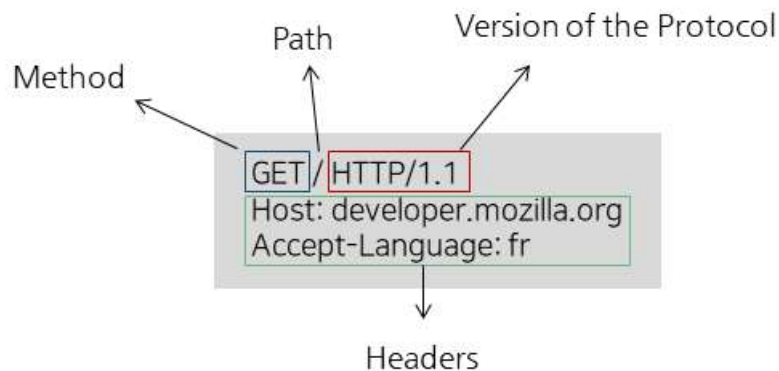 Version of the Protocol
Path
Method
GET / HTTP/1.1
Host: developer.mozilla.org
Accept-Language: fr
Headers